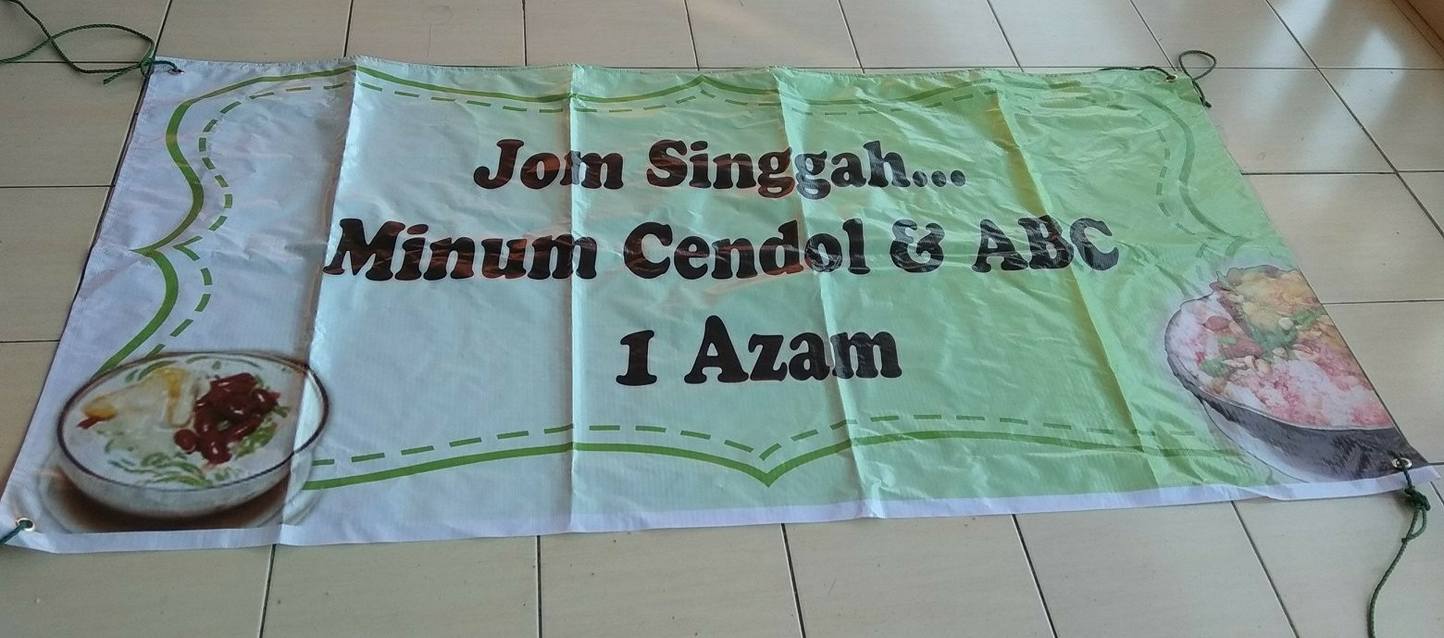 Jom Singgah...
Minum Cendol & ABC
1 Azam